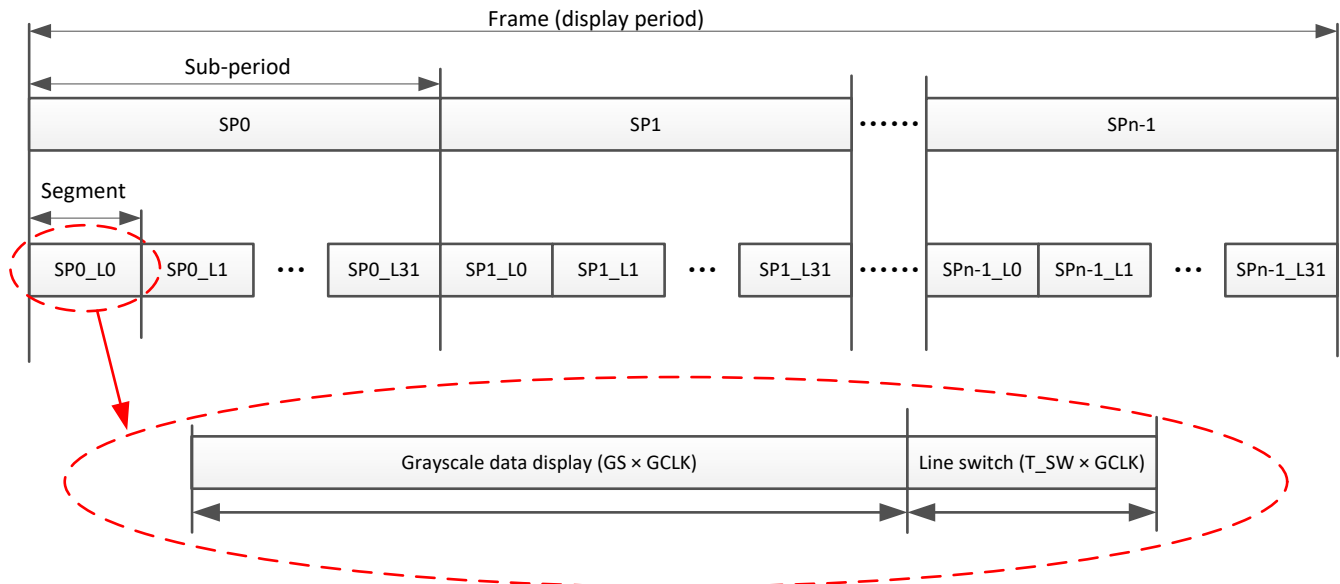 Frame (display period)
Sub-period
SP0 SP1 ...... SPn-1
Segment
SP0_L0 SP0_L1 ... SP0_L31 SP1_L0 SP1_L1 ... SP1_L31 ...... SPn-1_L0 SPn-1_L1 ... SPn-1_L31
Grayscale data display (GS × GCLK) Line switch (T_SW × GCLK)